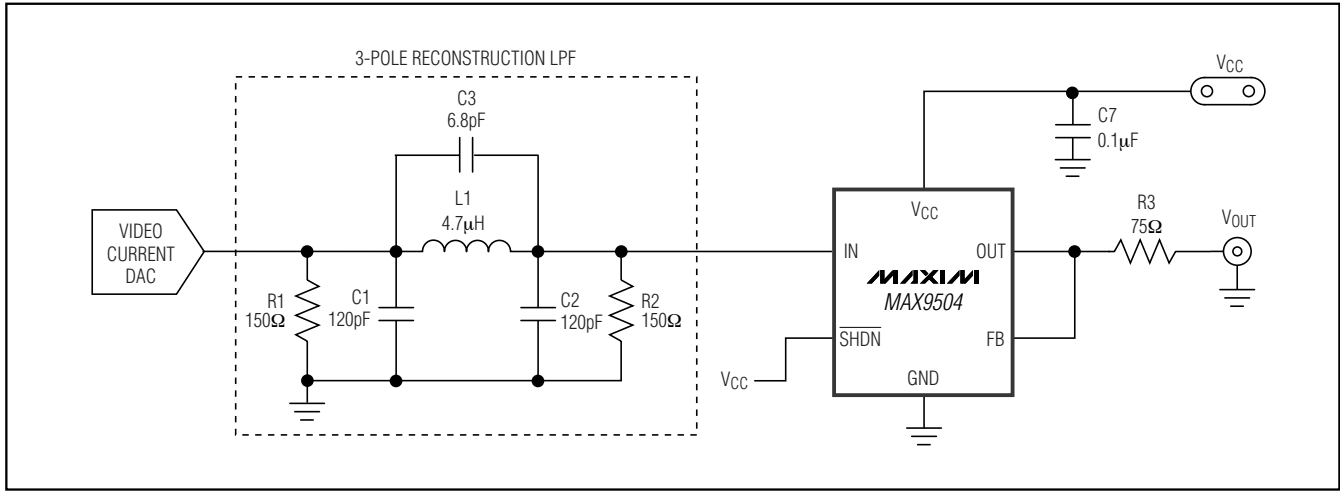 3-POLE RECONSTRUCTION LPF
C3
6.8pF
L1
4.7µH
VIDEO
CURRENT
DAC
R1
150Ω
C1
120pF
C2
120pF
R2
150Ω
VCC
C7
0.1µF
VCC
IN
OUT
MAXIM
MAX9504
SHDN
FB
GND
VCC
R3
75Ω
VOUT